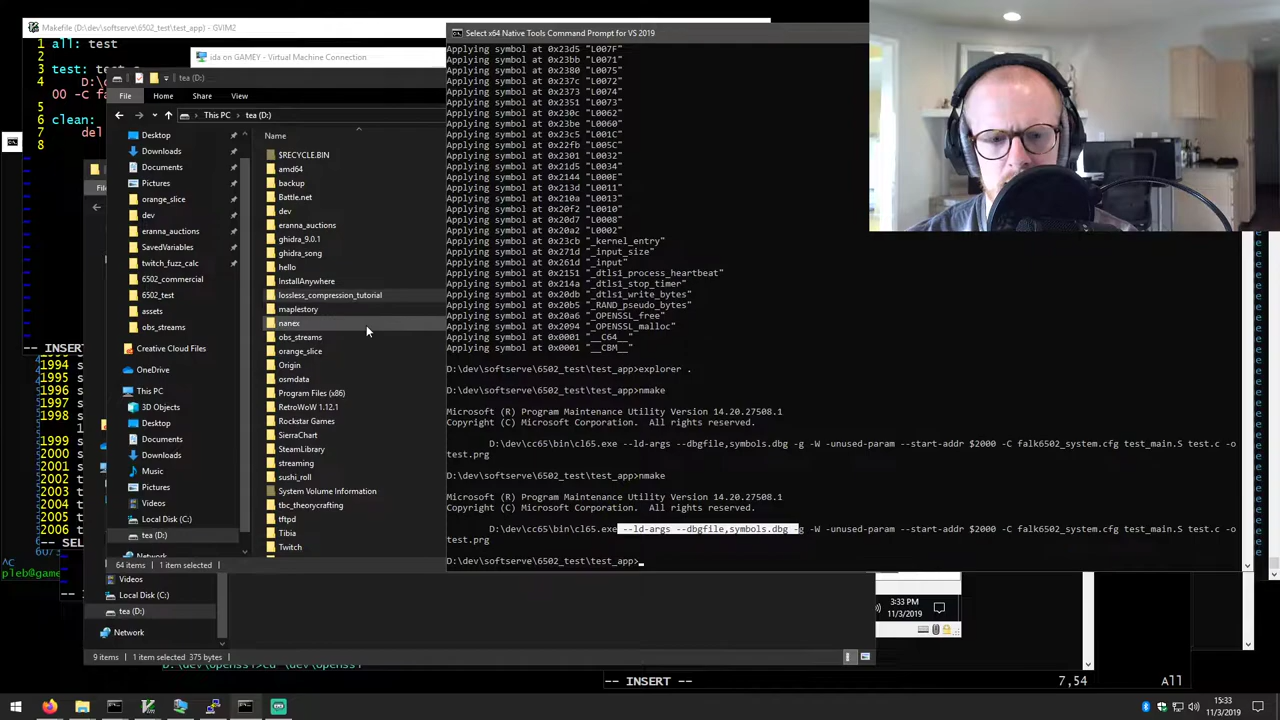 Makefile (D:\dev\softserve\6502_test\test_app) - GVIM2
1 all: test
2
3 test: test_c
4 D:\d
00 -C fa
5
6 clean:
7 del
8
ida on GAMEY - Virtual Machine Connection
tea (D:)
File Home Share View
This PC tea (D:)
Desktop
Downloads
Documents
Pictures
orange_slice
dev
eranna_auctions
SavedVariables
twitch_fuzz_calc
6502_commercial
6502_test
assets
obs_streams
Creative Cloud Files
OneDrive
This PC
3D Objects
Desktop
Documents
Downloads
Music
Pictures
Videos
Local Disk (C:)
tea (D:)
Network
Name
$RECYCLE.BIN
amd64
backup
Battle.net
dev
eranna_auctions
ghidra_9.0.1
ghidra_song
hello
InstallAnywhere
lossless_compression_tutorial
maplestory
nanex
obs_streams
orange_slice
Origin
osmdata
Program Files (x86)
RetroWoW 1.12.1
Rockstar Games
SierraChart
SteamLibrary
streaming
sushi_roll
System Volume Information
tbc_theorycrafting
tftpd
Tibia
Twitch
64 items 1 item selected
Select x64 Native Tools Command Prompt for VS 2019
Applying symbol at 0x23d5 "L007F"
Applying symbol at 0x23bb "L0071"
Applying symbol at 0x2380 "L0075"
Applying symbol at 0x237c "L0072"
Applying symbol at 0x2373 "L0074"
Applying symbol at 0x2351 "L0073"
Applying symbol at 0x230c "L0062"
Applying symbol at 0x23be "L0060"
Applying symbol at 0x23c5 "L001C"
Applying symbol at 0x22fb "L005C"
Applying symbol at 0x2301 "L0032"
Applying symbol at 0x21d5 "L0034"
Applying symbol at 0x2144 "L000E"
Applying symbol at 0x213d "L0011"
Applying symbol at 0x210a "L0013"
Applying symbol at 0x20f2 "L0010"
Applying symbol at 0x20d7 "L0008"
Applying symbol at 0x20a2 "L0002"
Applying symbol at 0x23cb "_kernel_entry"
Applying symbol at 0x271d "_input_size"
Applying symbol at 0x261d "_input"
Applying symbol at 0x2151 "_dtls1_process_heartbeat"
Applying symbol at 0x214a "_dtls1_stop_timer"
Applying symbol at 0x20db "_dtls1_write_bytes"
Applying symbol at 0x20b5 "_RAND_pseudo_bytes"
Applying symbol at 0x20a6 "_OPENSSL_free"
Applying symbol at 0x2094 "_OPENSSL_malloc"
Applying symbol at 0x0001 "__C64__"
Applying symbol at 0x0001 "__CBM__"
D:\dev\softserve\6502_test\test_app>explorer .
D:\dev\softserve\6502_test\test_app>nmake
Microsoft (R) Program Maintenance Utility Version 14.20.27508.1
Copyright (C) Microsoft Corporation. All rights reserved.
D:\dev\cc65\bin\cl65.exe --ld-args --dbgfile,symbols.dbg -g -W -unused-param --start-addr $2000 -C falk6502_system.cfg test_main.S test.c -o
test.prg
D:\dev\softserve\6502_test\test_app>nmake
Microsoft (R) Program Maintenance Utility Version 14.20.27508.1
Copyright (C) Microsoft Corporation. All rights reserved.
D:\dev\cc65\bin\cl65.exe --ld-args --dbgfile,symbols.dbg -g -W -unused-param --start-addr $2000 -C falk6502_system.cfg test_main.S test.c -o
test.prg
D:\dev\softserve\6502_test\test_app>
-- INSERT
1994 s
1995 s
1996 s
1997 s
1998 s
1999 s
2000 s
2001 s
2002 s
2003 t
2004 t
2005 t
2006 t
-- SEL
^C
pleb@game
Videos
Local Disk (C:)
tea (D:)
Network
9 items 1 item selected 375 bytes
3:33 PM
11/3/2019
-- INSERT -- 7,54 All
15:33
11/3/2019